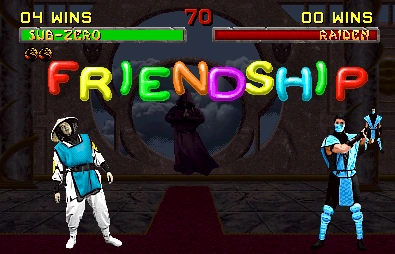 04 WINS 70 00 WINS
SUB-ZERO RAIDEN
FRIENDSHIP